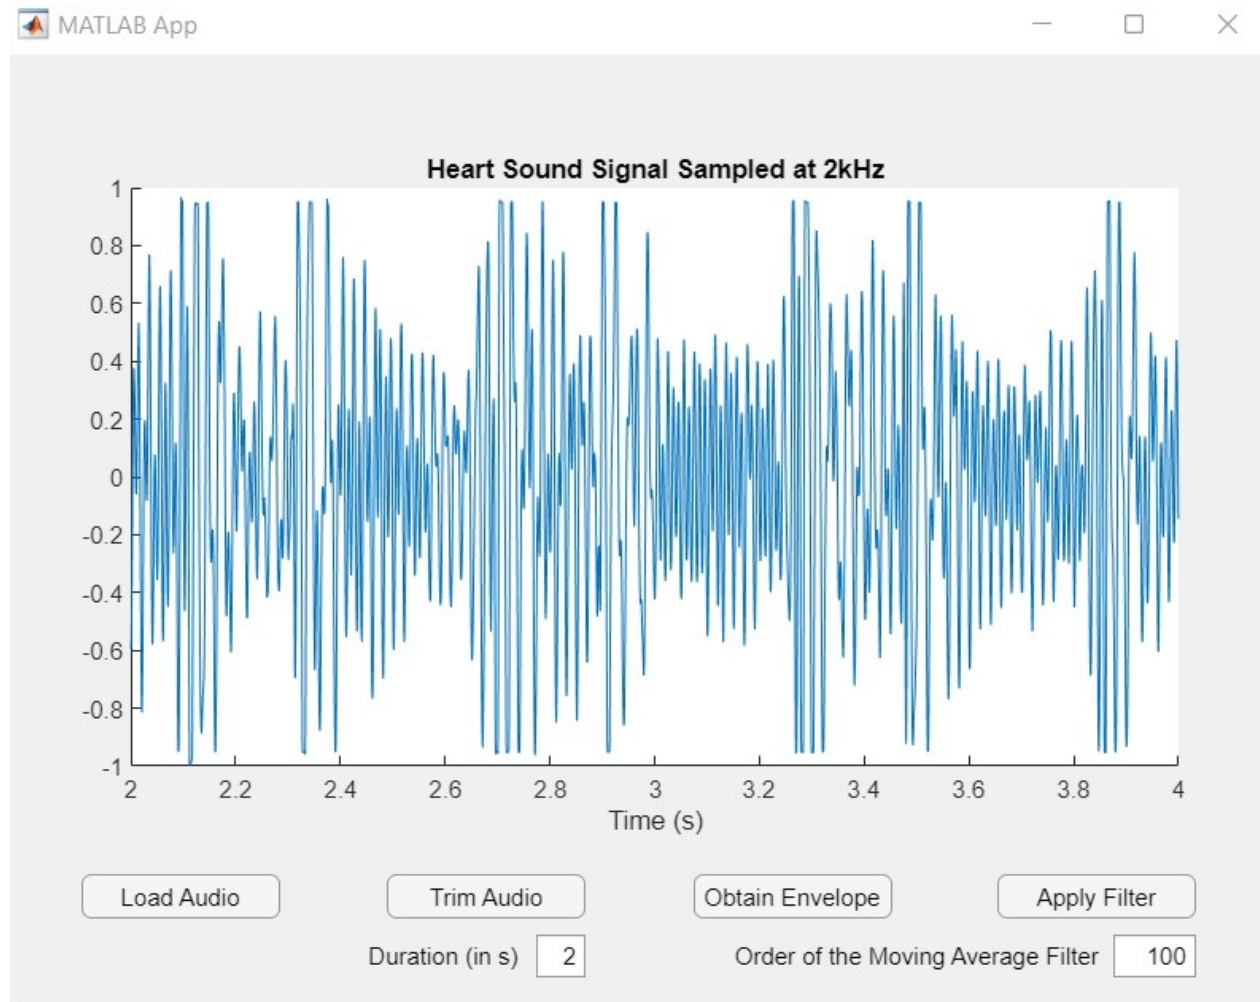 MATLAB App
Heart Sound Signal Sampled at 2kHz
1
0.8
0.6
0.4
0.2
0
-0.2
-0.4
-0.6
-0.8
-1
2 2.2 2.4 2.6 2.8 3 3.2 3.4 3.6 3.8 4
Time (s)
Load Audio Trim Audio Obtain Envelope Apply Filter
Duration (in s) 2 Order of the Moving Average Filter 100